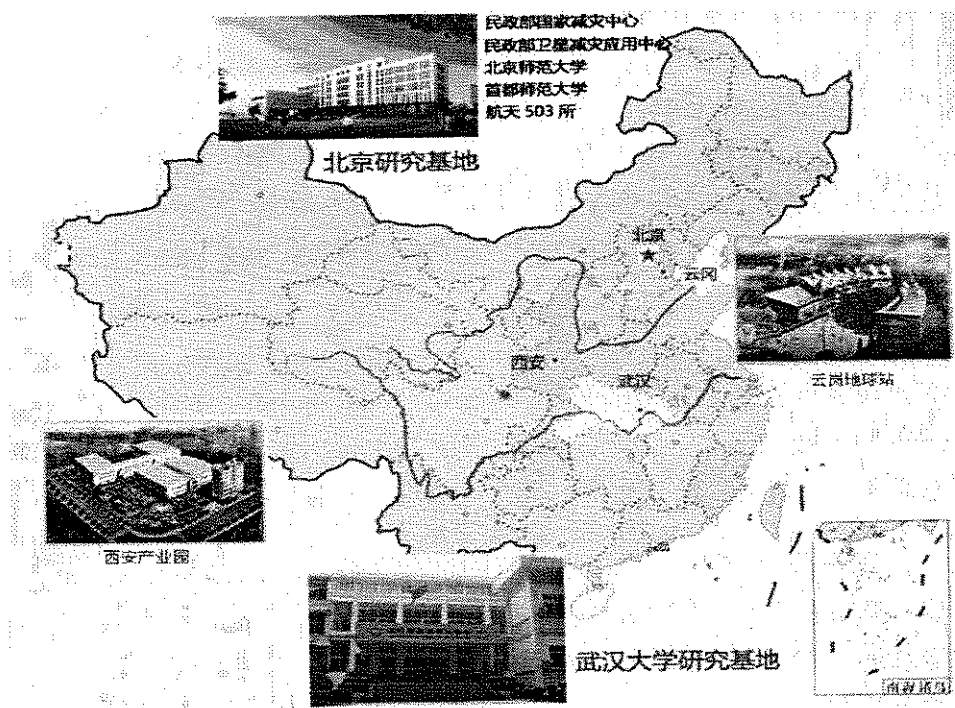 民政部国家减灾中心
民政部卫星减灾应用中心
北京师范大学
首都师范大学
航天 503 所
北京研究基地
北京
云冈
云岗地球站
西安
武汉
西安产业园
武汉大学研究基地
南海诸岛